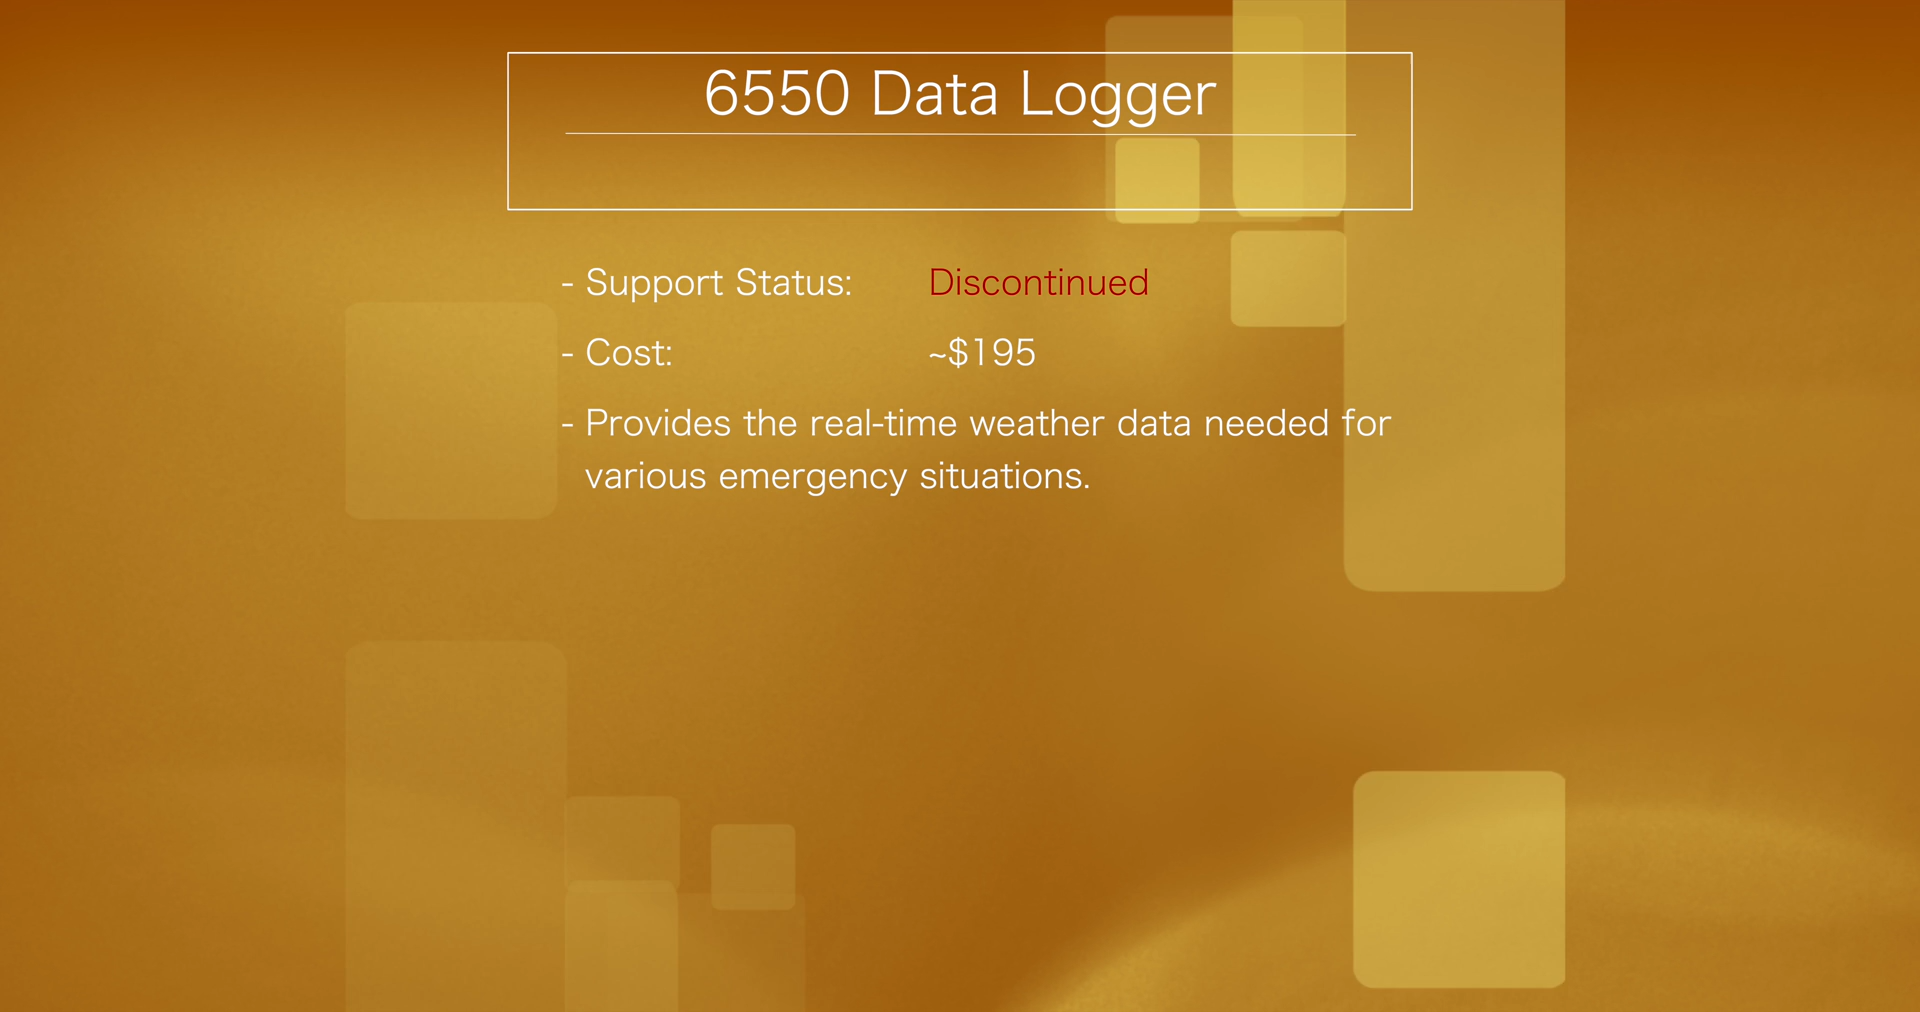 6550 Data Logger
- Support Status: Discontinued
- Cost: ~$195
- Provides the real-time weather data needed for
various emergency situations.